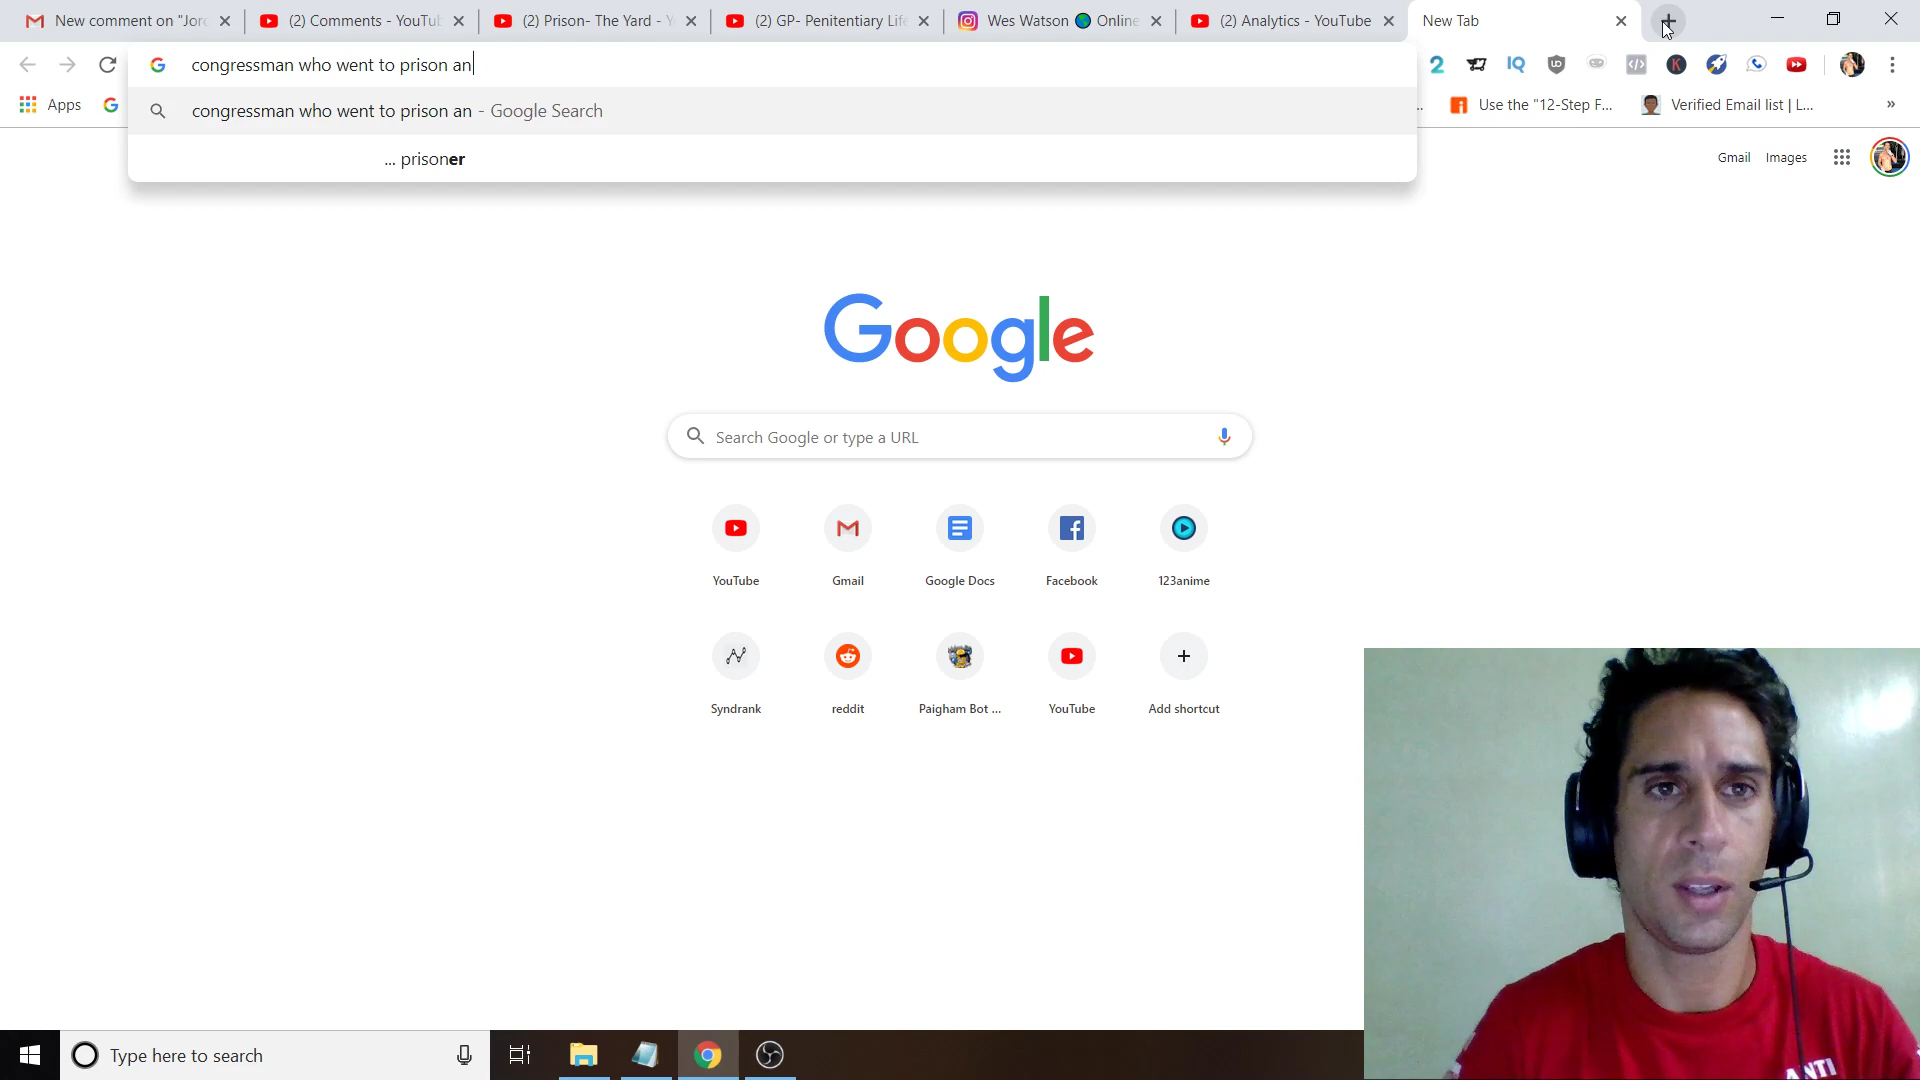 New comment on "Jor
(2) Comments - YouTub
(2) Prison- The Yard - Y
(2) GP- Penitentiary Life
Wes Watson 🌎 Online
(2) Analytics - YouTube
New Tab
congressman who went to prison an
Apps
congressman who went to prison an - Google Search
... prisoner
Use the "12-Step F...
Verified Email list | L...
»
Gmail
Images
Google
Search Google or type a URL
YouTube
Gmail
Google Docs
Facebook
123anime
Syndrank
reddit
Paigham Bot ...
YouTube
Add shortcut
ANTI
Type here to search